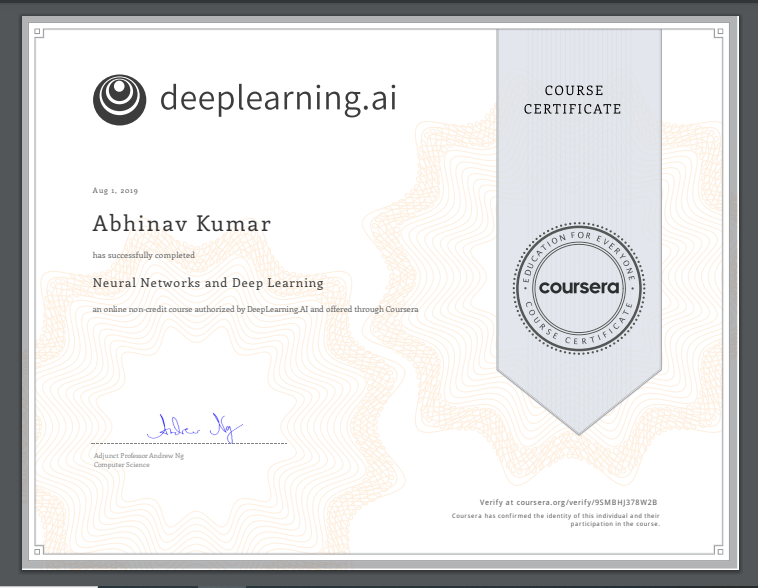 deeplearning.ai
COURSE
CERTIFICATE
Aug 1, 2019
Abhinav Kumar
has successfully completed
Neural Networks and Deep Learning
an online non-credit course authorized by DeepLearning.AI and offered through Coursera
EDUCATION FOR EVERYONE
coursera
COURSE CERTIFICATE
Andrew Ng
Adjunct Professor Andrew Ng
Computer Science
Verify at coursera.org/verify/9SMBHJ378W2B
Coursera has confirmed the identity of this individual and their
participation in the course.